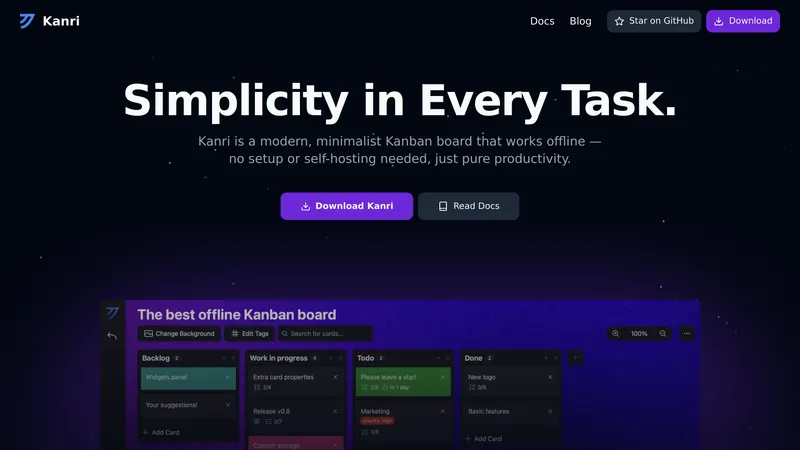 Kanri
Docs
Blog
Star on GitHub
Download
Simplicity in Every Task.
Kanri is a modern, minimalist Kanban board that works offline —
no setup or self-hosting needed, just pure productivity.
Download Kanri
Read Docs
The best offline Kanban board
Change Background
Edit Tags
Search for cards...
100%
Backlog 2
Work in progress 4
Todo 2
Done 2
Widgets panel
Extra card properties
2/4
Please leave a star!
2/8 in 1 day
New logo
0/6
Your suggestions!
Release v0.8
2/7
Marketing
priority: high
0/6
Basic features
Add Card
Custom storage
Add Card